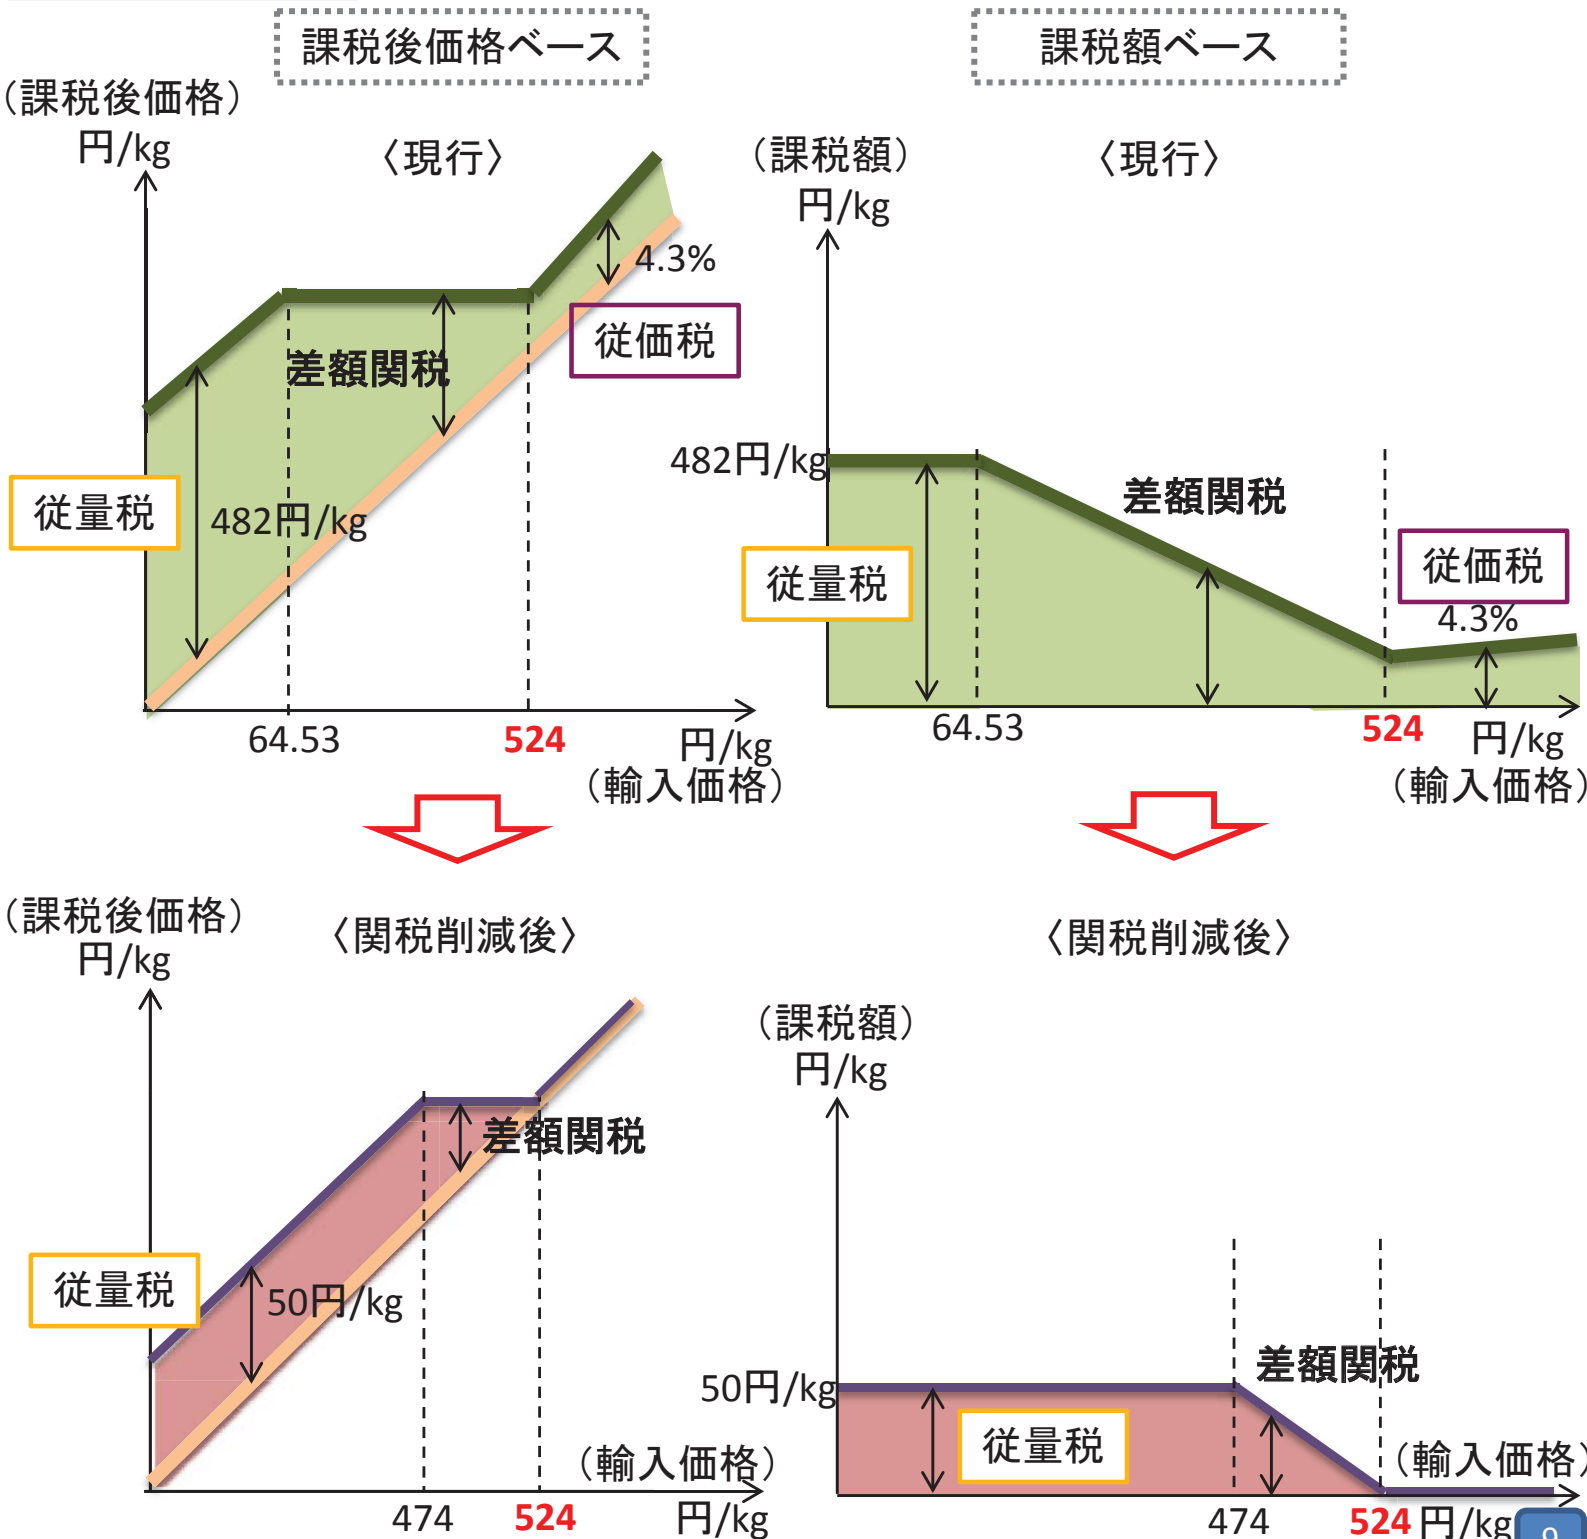 課税後価格ベース
課税額ベース
（課税後価格）
円/kg
〈現行〉
4.3%
従価税
差額関税
従量税
482円/kg
64.53
524
円/kg
（輸入価格）
（課税額）
円/kg
〈現行〉
482円/kg
差額関税
従量税
従価税
4.3%
64.53
524
円/kg
（輸入価格）
（課税後価格）
円/kg
〈関税削減後〉
差額関税
従量税
50円/kg
（輸入価格）
474
524
円/kg
〈関税削減後〉
（課税額）
円/kg
差額関税
50円/kg
従量税
（輸入価格）
474
524
円/kg
9